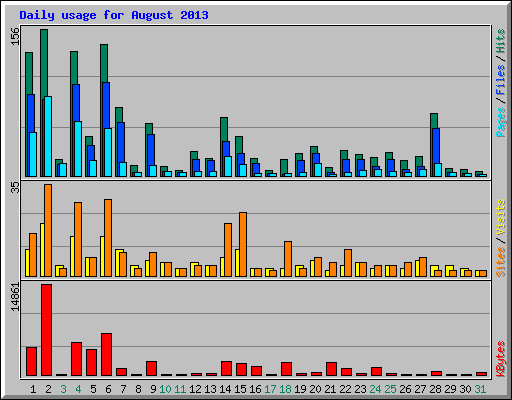 Daily usage for August 2013
156
35
14861
Pages / Files / Hits
Sites / Visits
KBytes
1 2 3 4 5 6 7 8 9 10 11 12 13 14 15 16 17 18 19 20 21 22 23 24 25 26 27 28 29 30 31